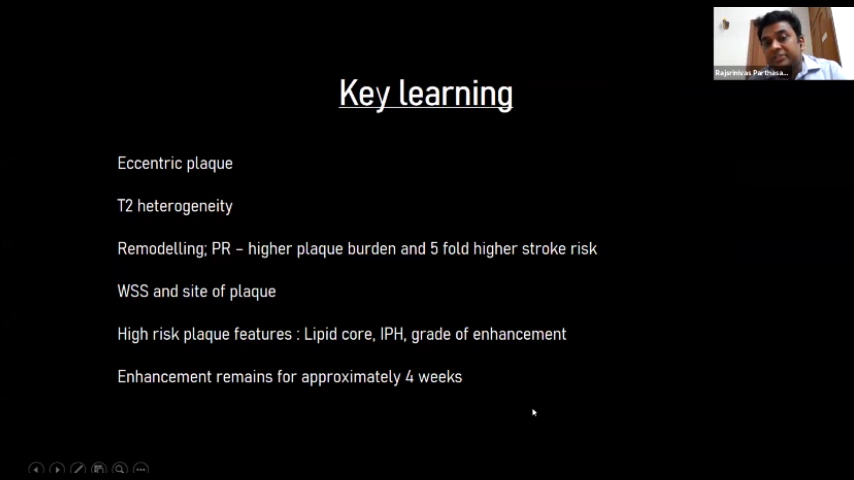 Rajsrinivas Parthasa...
Key learning
Eccentric plaque
T2 heterogeneity
Remodelling; PR – higher plaque burden and 5 fold higher stroke risk
WSS and site of plaque
High risk plaque features : Lipid core, IPH, grade of enhancement
Enhancement remains for approximately 4 weeks